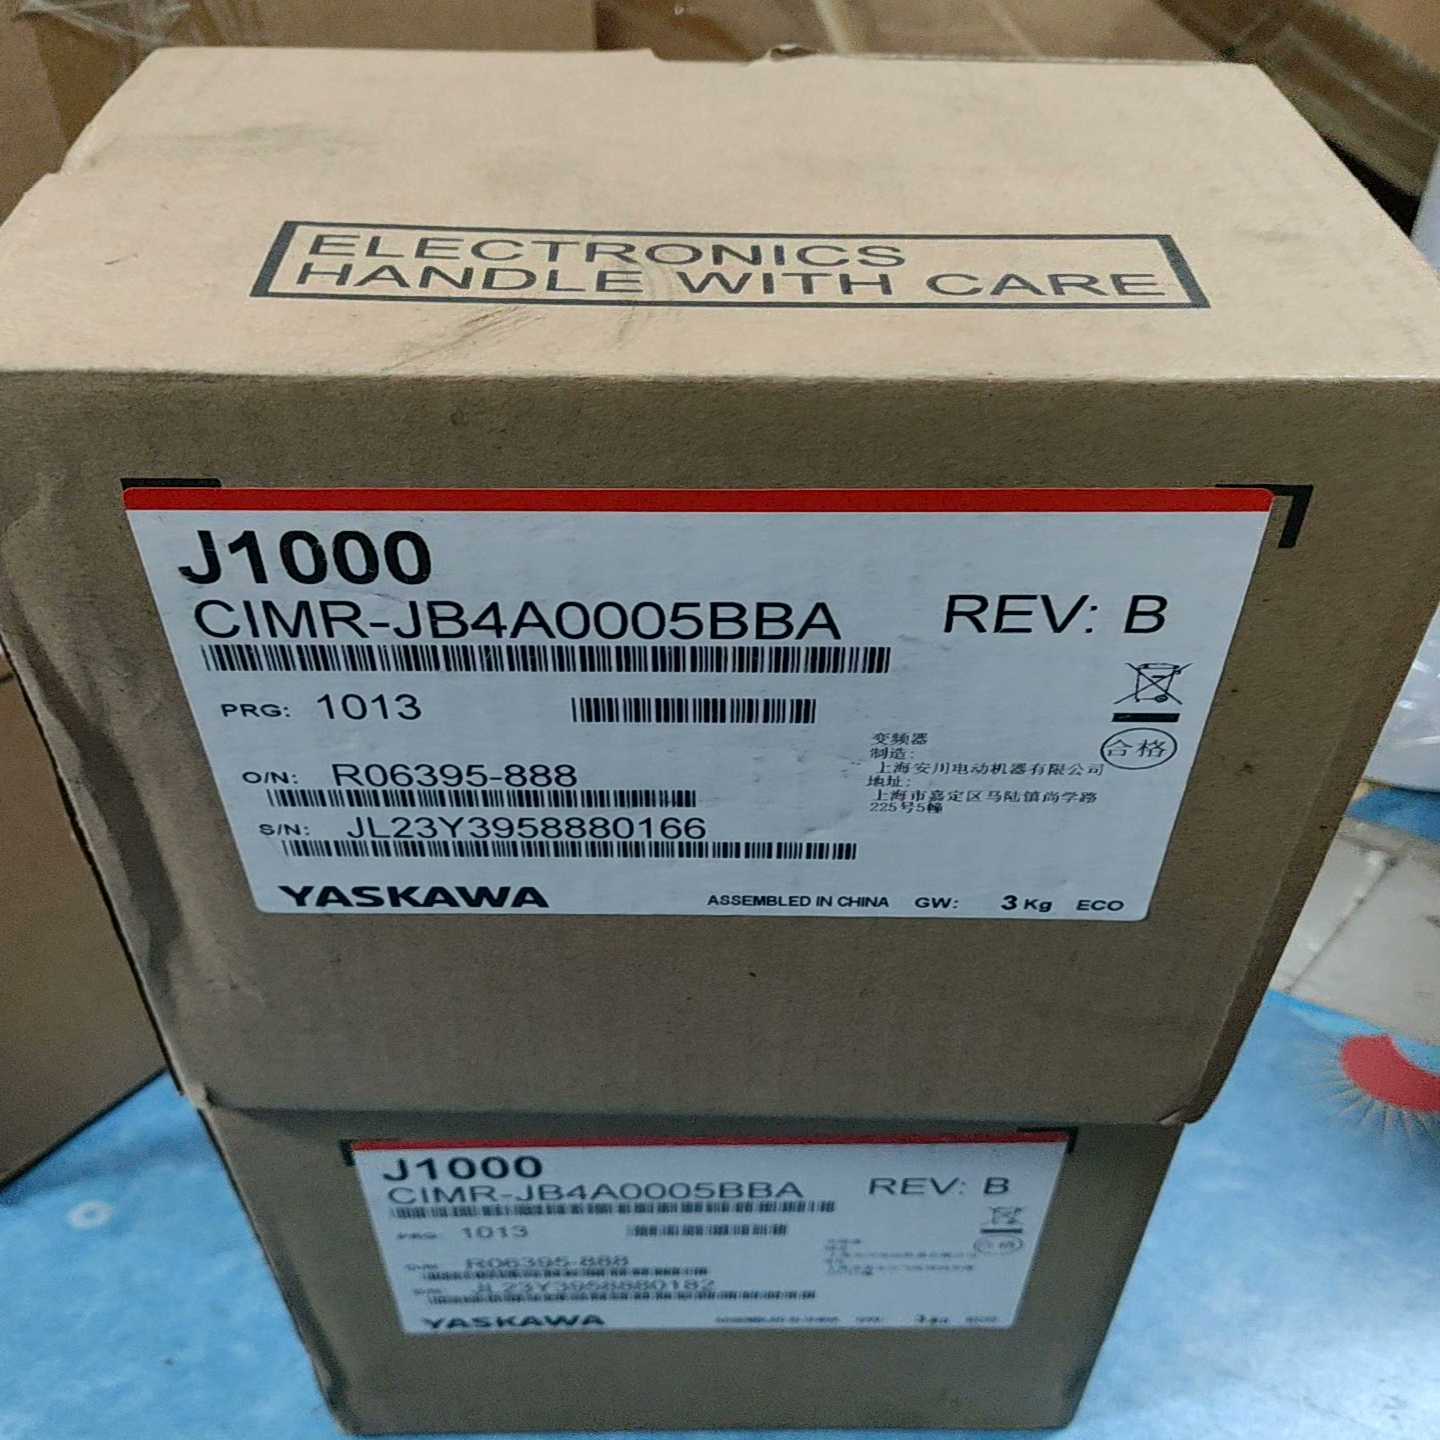 ELECTRONICS
HANDLE WITH CARE
J1000
CIMR-JB4A0005BBA
REV: B
PRG: 1013
变频器
制造:
上海安川电动机器有限公司
地址:
上海市嘉定区马陆镇尚学路
225号5幢
合格
O/N: R06395-888
S/N: JL23Y3958880166
YASKAWA
ASSEMBLED IN CHINA GW: 3 Kg ECO
J1000
CIMR-JB4A0005BBA
REV: B
PRG: 1013
R06395-888
JL23Y3958880182
YASKAWA